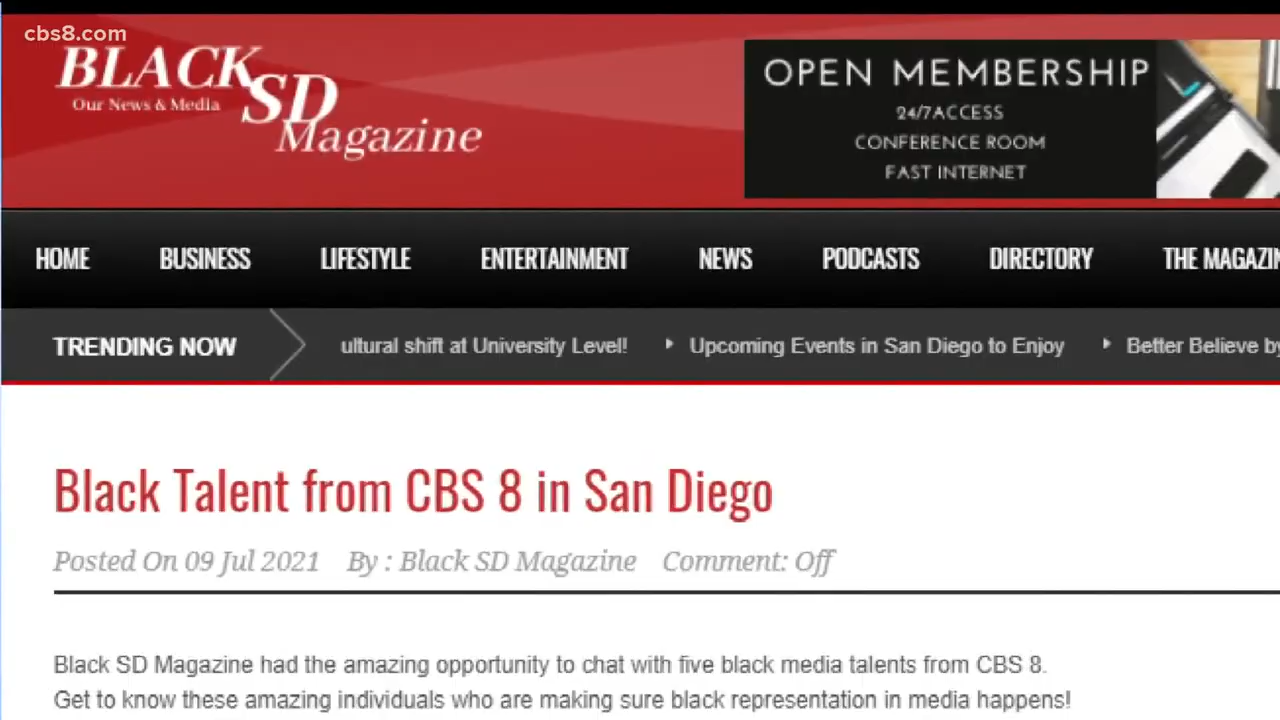 cbs8.com
BLACK
SD
Our News & Media
Magazine
OPEN MEMBERSHIP
24/7 ACCESS
CONFERENCE ROOM
FAST INTERNET
HOME BUSINESS LIFESTYLE ENTERTAINMENT NEWS PODCASTS DIRECTORY THE MAGAZIN
TRENDING NOW ultural shift at University Level! Upcoming Events in San Diego to Enjoy Better Believe by
Black Talent from CBS 8 in San Diego
Posted On 09 Jul 2021 By : Black SD Magazine Comment: Off
Black SD Magazine had the amazing opportunity to chat with five black media talents from CBS 8.
Get to know these amazing individuals who are making sure black representation in media happens!